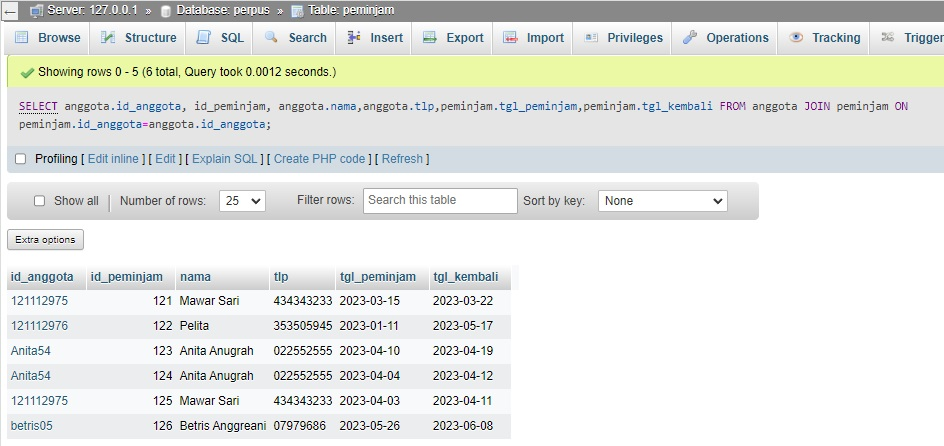 ← Server: 127.0.0.1 » Database: perpus » Table: peminjam
Browse Structure SQL Search Insert Export Import Privileges Operations Tracking Trigger
Showing rows 0 - 5 (6 total, Query took 0.0012 seconds.)
SELECT anggota.id_anggota, id_peminjam, anggota.nama,anggota.tlp,peminjam.tgl_peminjam,peminjam.tgl_kembali FROM anggota JOIN peminjam ON
peminjam.id_anggota=anggota.id_anggota;
Profiling [ Edit inline ] [ Edit ] [ Explain SQL ] [ Create PHP code ] [ Refresh ]
Show all | Number of rows: 25 Filter rows: Search this table Sort by key: None
Extra options
id_anggota id_peminjam nama tlp tgl_peminjam tgl_kembali
121112975 121 Mawar Sari 434343233 2023-03-15 2023-03-22
121112976 122 Pelita 353505945 2023-01-11 2023-05-17
Anita54 123 Anita Anugrah 022552555 2023-04-10 2023-04-19
Anita54 124 Anita Anugrah 022552555 2023-04-04 2023-04-12
121112975 125 Mawar Sari 434343233 2023-04-03 2023-04-11
betris05 126 Betris Anggreani 07979686 2023-05-26 2023-06-08